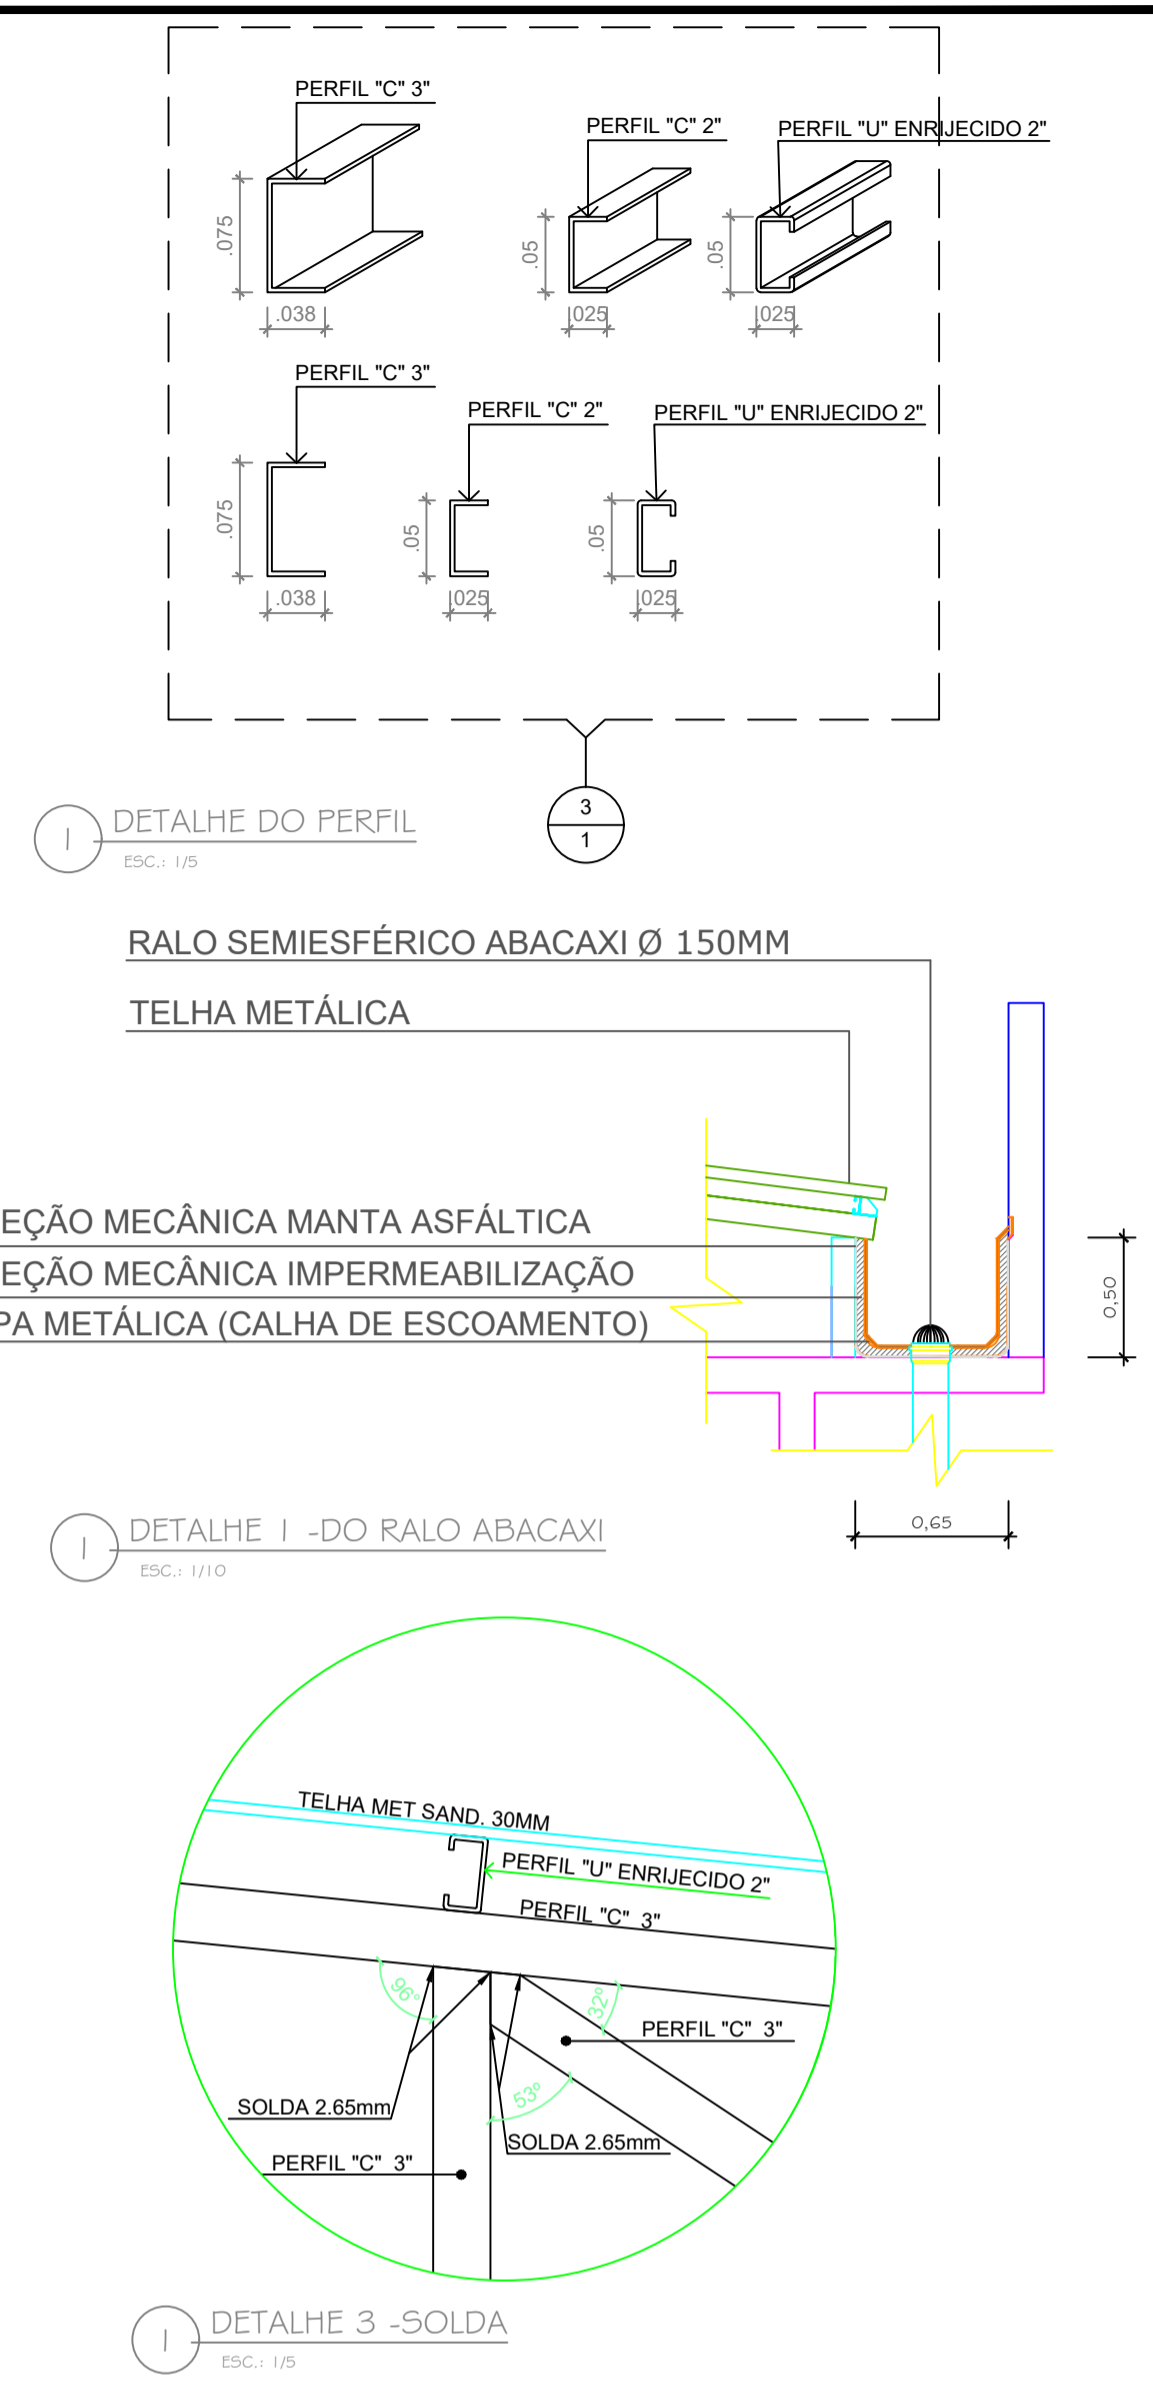 PERFIL "C" 3"
PERFIL "C" 2"
PERFIL "U" ENRIJECIDO 2"
.075
.05
.05
.038
.025
.025
PERFIL "C" 3"
PERFIL "C" 2"
PERFIL "U" ENRIJECIDO 2"
.075
.05
.05
.038
.025
.025
3
1
1
DETALHE DO PERFIL
ESC.: 1/5
RALO SEMIESFÉRICO ABACAXI Ø 150MM
TELHA METÁLICA
EÇÃO MECÂNICA MANTA ASFÁLTICA
EÇÃO MECÂNICA IMPERMEABILIZAÇÃO
PA METÁLICA (CALHA DE ESCOAMENTO)
0,50
0,65
1
DETALHE 1 -DO RALO ABACAXI
ESC.: 1/10
TELHA MET SAND. 30MM
PERFIL "U" ENRIJECIDO 2"
PERFIL "C" 3"
96°
32°
PERFIL "C" 3"
53°
SOLDA 2.65mm
SOLDA 2.65mm
PERFIL "C" 3"
1
DETALHE 3 -SOLDA
ESC.: 1/5